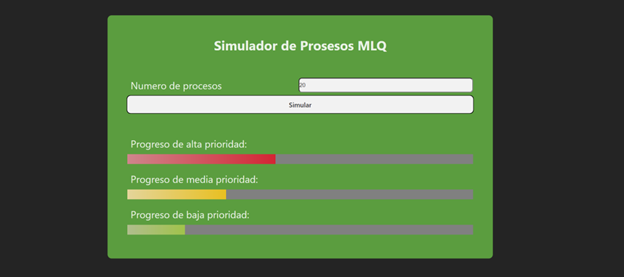 Simulador de Prosesos MLQ
Numero de procesos
20
Simular
Progreso de alta prioridad:
Progreso de media prioridad:
Progreso de baja prioridad: